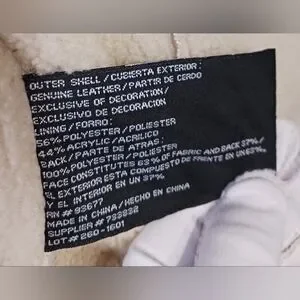 OUTER SHELL / CUBIERTA EXTERIOR:
GENUINE LEATHER / PARTIR DE CERDO
EXCLUSIVE OF DECORATION/
EXCLUSIVO DE DECORACION
LINING / FORRO:
56% POLYESTER / POLIESTER
44% ACRYLIC / ACRILICO
BACK / PARTE DE ATRAS:
100% POLYESTER / POLIESTER
FACE CONSTITUES 63% OF FABRIC AND BACK 37% /
EL EXTERIOR ESTA COMPUESTO DE FRENTE EN UN 63%
Y EL INTERIOR EN UN 37%
RN # 93677
MADE IN CHINA / HECHO EN CHINA
SUPPLIER # 733832
LOT # 260-1601